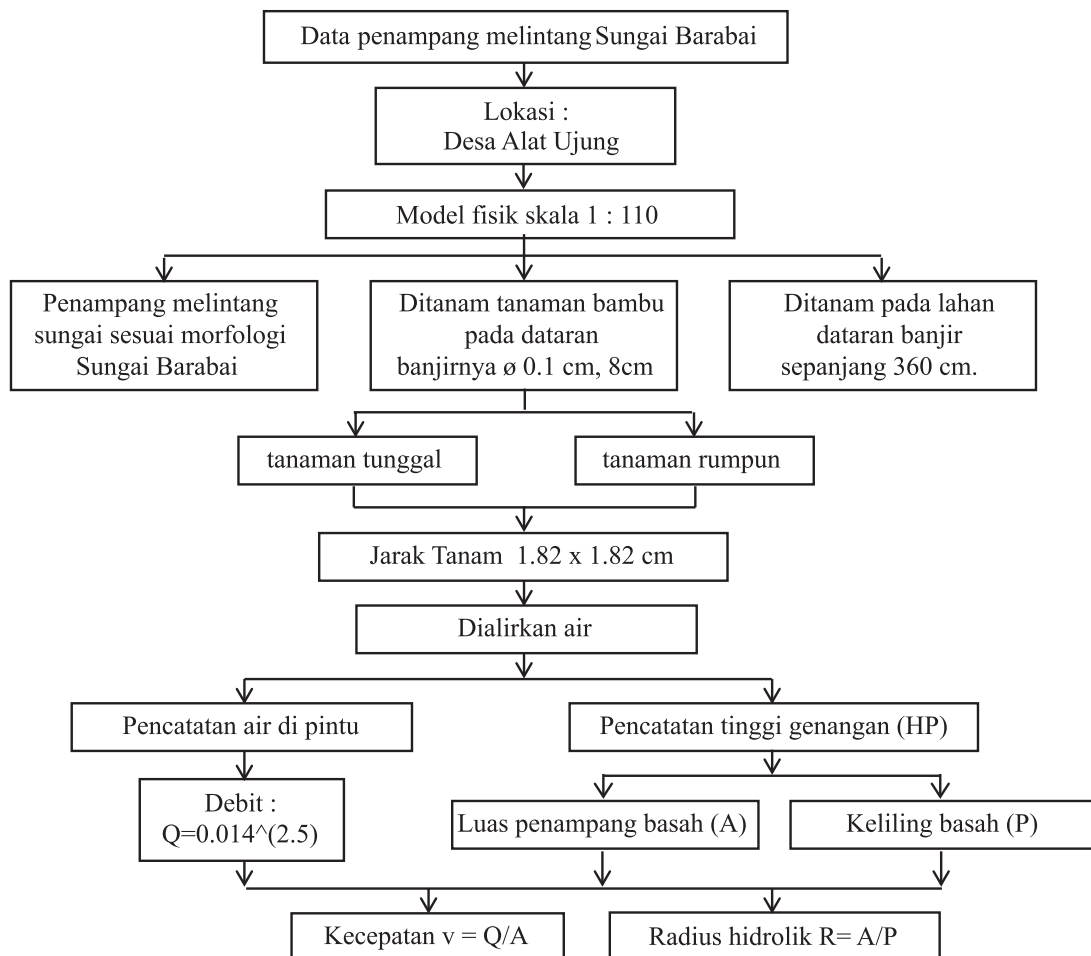 Data penampang melintang Sungai Barabai
Lokasi :
Desa Alat Ujung
Model fisik skala 1 : 110
Penampang melintang
sungai sesuai morfologi
Sungai Barabai
Ditanam tanaman bambu
pada dataran
banjirnya ø 0.1 cm, 8cm
Ditanam pada lahan
dataran banjir
sepanjang 360 cm.
tanaman tunggal
tanaman rumpun
Jarak Tanam 1.82 x 1.82 cm
Dialirkan air
Pencatatan air di pintu
Pencatatan tinggi genangan (HP)
Debit :
Q=0.014^(2.5)
Luas penampang basah (A)
Keliling basah (P)
Kecepatan v = Q/A
Radius hidrolik R= A/P